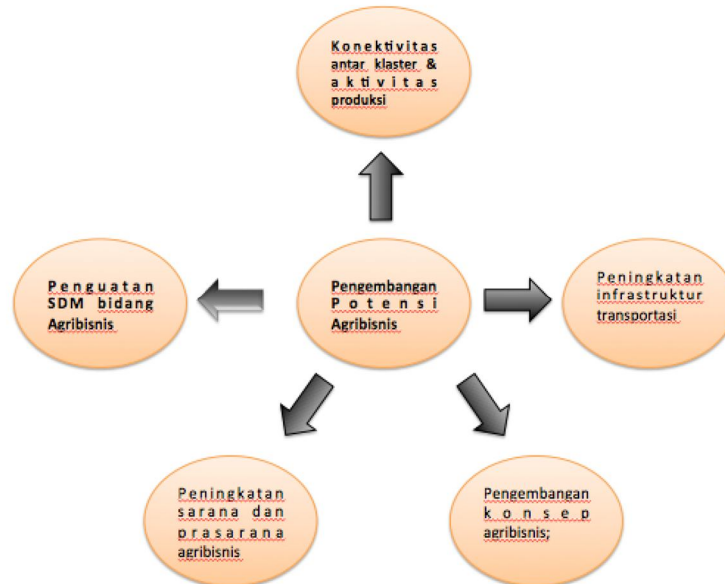 Konektivitas
antar klaster &
aktivitas
produksi
Penguatan
SDM bidang
Agribisnis
Pengembangan
Potensi
Agribisnis
Peningkatan
infrastruktur
transportasi
Peningkatan
sarana dan
prasarana
agribisnis
Pengembangan
konsep
agribisnis;